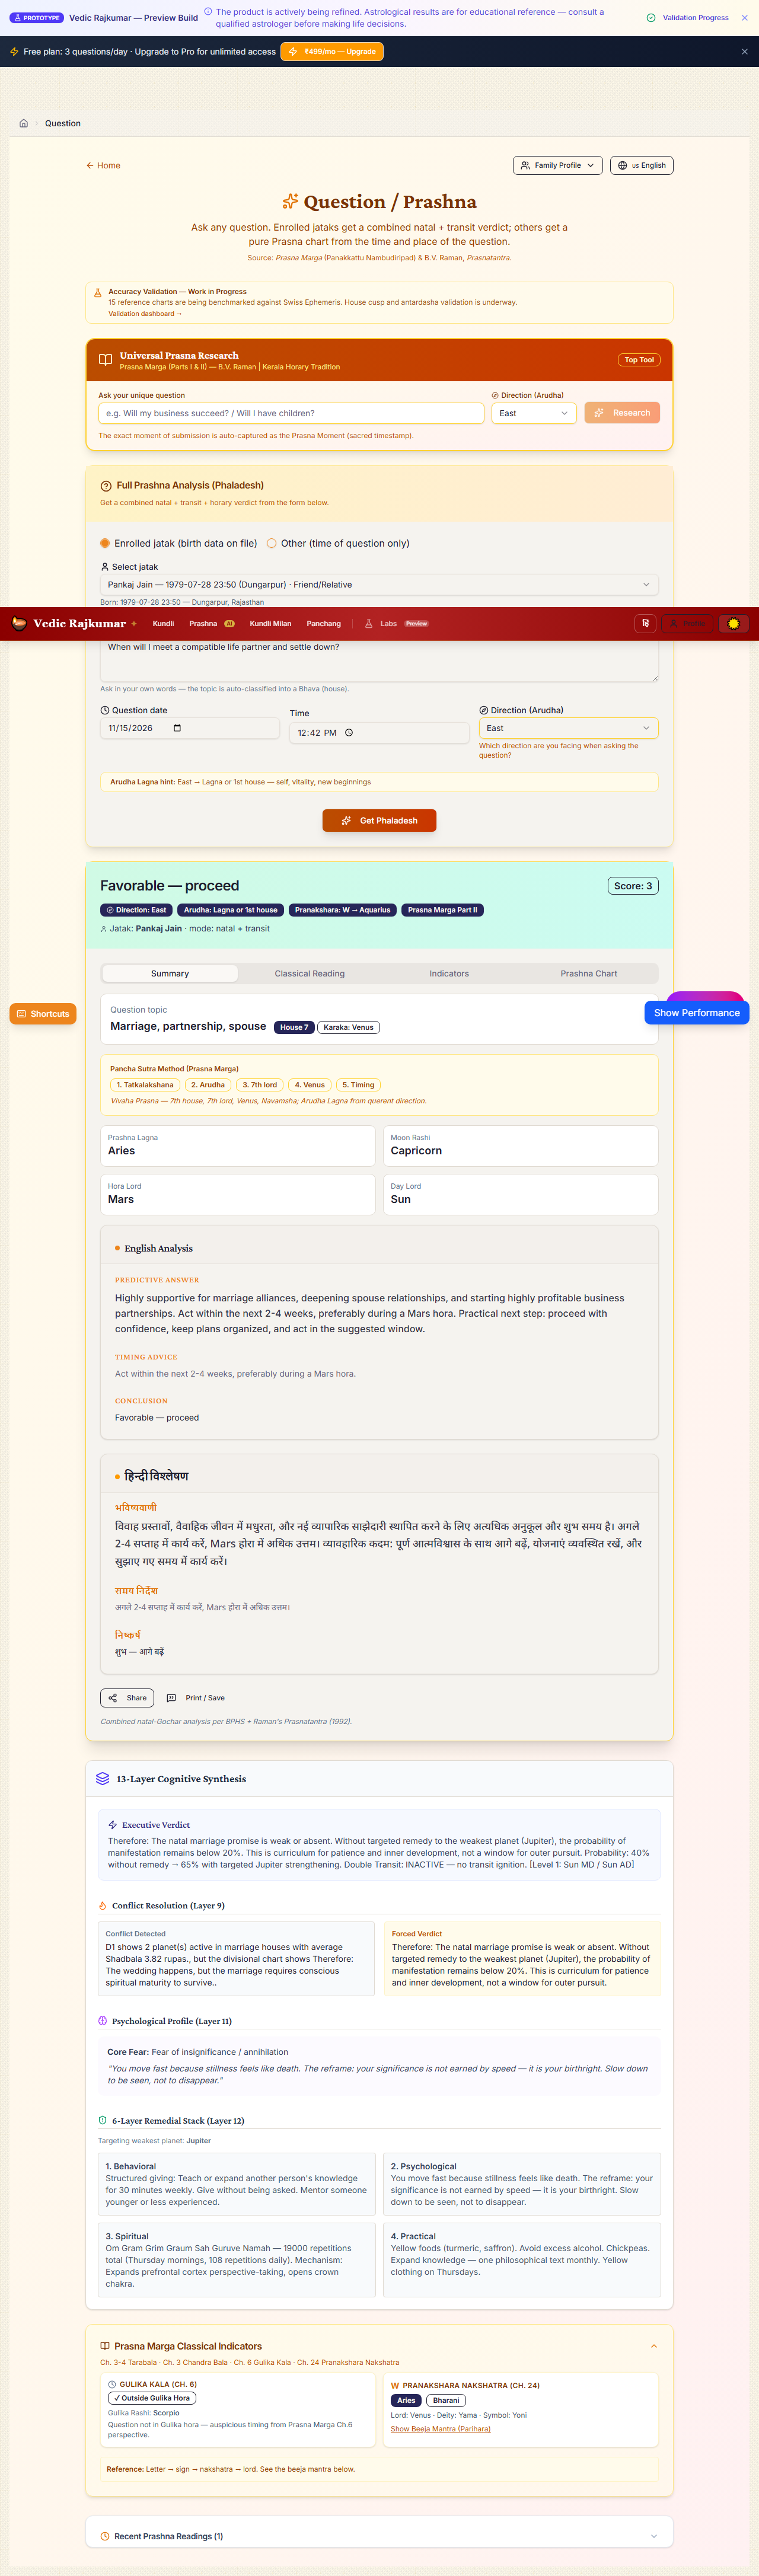 PROTOTYPE Vedic Rajkumar — Preview Build The product is actively being refined. Astrological results are for educational reference — consult a
qualified astrologer before making life decisions. Validation Progress
Free plan: 3 questions/day · Upgrade to Pro for unlimited access ₹499/mo — Upgrade
Question
Home
Family Profile
US English
Question / Prashna
Ask any question. Enrolled jataks get a combined natal + transit verdict; others get a
pure Prasna chart from the time and place of the question.
Source: Prasna Marga (Panakkattu Nambudiripad) & B.V. Raman, Prasnatantra.
Accuracy Validation — Work in Progress
15 reference charts are being benchmarked against Swiss Ephemeris. House cusp and antardasha validation is underway.
Validation dashboard →
Universal Prasna Research
Prasna Marga (Parts I & II) — B.V. Raman | Kerala Horary Tradition
Top Tool
Ask your unique question
Direction (Arudha)
e.g. Will my business succeed? / Will I have children?
East
Research
The exact moment of submission is auto-captured as the Prasna Moment (sacred timestamp).
Full Prashna Analysis (Phaladesh)
Get a combined natal + transit + horary verdict from the form below.
Enrolled jatak (birth data on file) Other (time of question only)
Select jatak
Pankaj Jain — 1979-07-28 23:50 (Dungarpur) · Friend/Relative
Born: 1979-07-28 23:50 — Dungarpur, Rajasthan
Vedic Rajkumar Kundli Prashna AI Kundli Milan Panchang Labs Preview हिं Profile
When will I meet a compatible life partner and settle down?
Ask in your own words — the topic is auto-classified into a Bhava (house).
Question date
Time
Direction (Arudha)
11/15/2026
12:42 PM
East
Which direction are you facing when asking the
question?
Arudha Lagna hint: East → Lagna or 1st house — self, vitality, new beginnings
Get Phaladesh
Favorable — proceed
Score: 3
Direction: East Arudha: Lagna or 1st house Pranakshara: W → Aquarius Prasna Marga Part II
Jatak: Pankaj Jain · mode: natal + transit
Summary Classical Reading Indicators Prashna Chart
Shortcuts
Show Performance
Question topic
Marriage, partnership, spouse House 7 Karaka: Venus
Pancha Sutra Method (Prasna Marga)
1. Tatkalakshana 2. Arudha 3. 7th lord 4. Venus 5. Timing
Vivaha Prasna — 7th house, 7th lord, Venus, Navamsha; Arudha Lagna from querent direction.
Prashna Lagna
Aries
Moon Rashi
Capricorn
Hora Lord
Mars
Day Lord
Sun
English Analysis
PREDICTIVE ANSWER
Highly supportive for marriage alliances, deepening spouse relationships, and starting highly profitable business
partnerships. Act within the next 2-4 weeks, preferably during a Mars hora. Practical next step: proceed with
confidence, keep plans organized, and act in the suggested window.
TIMING ADVICE
Act within the next 2-4 weeks, preferably during a Mars hora.
CONCLUSION
Favorable — proceed
हिन्दी विश्लेषण
भविष्यवाणी
विवाह प्रस्तावों, वैवाहिक जीवन में मधुरता, और नई व्यापारिक साझेदारी स्थापित करने के लिए अत्यधिक अनुकूल और शुभ समय है। अगले
2-4 सप्ताह में कार्य करें, Mars होरा में अधिक उत्तम। व्यावहारिक कदम: पूर्ण आत्मविश्वास के साथ आगे बढ़ें, योजनाएं व्यवस्थित रखें, और
सुझाए गए समय में कार्य करें।
समय निर्देश
अगले 2-4 सप्ताह में कार्य करें, Mars होरा में अधिक उत्तम।
निष्कर्ष
शुभ — आगे बढ़ें
Share
Print / Save
Combined natal-Gochar analysis per BPHS + Raman's Prasnatantra (1992).
13-Layer Cognitive Synthesis
Executive Verdict
Therefore: The natal marriage promise is weak or absent. Without targeted remedy to the weakest planet (Jupiter), the probability of
manifestation remains below 20%. This is curriculum for patience and inner development, not a window for outer pursuit. Probability: 40%
without remedy → 65% with targeted Jupiter strengthening. Double Transit: INACTIVE — no transit ignition. [Level 1: Sun MD / Sun AD]
Conflict Resolution (Layer 9)
Conflict Detected
D1 shows 2 planet(s) active in marriage houses with average
Shadbala 3.82 rupas., but the divisional chart shows Therefore:
The wedding happens, but the marriage requires conscious
spiritual maturity to survive..
Forced Verdict
Therefore: The natal marriage promise is weak or absent. Without
targeted remedy to the weakest planet (Jupiter), the probability of
manifestation remains below 20%. This is curriculum for patience
and inner development, not a window for outer pursuit.
Psychological Profile (Layer 11)
Core Fear: Fear of insignificance / annihilation
"You move fast because stillness feels like death. The reframe: your significance is not earned by speed — it is your birthright. Slow down
to be seen, not to disappear."
6-Layer Remedial Stack (Layer 12)
Targeting weakest planet: Jupiter
1. Behavioral
Structured giving: Teach or expand another person's knowledge
for 30 minutes weekly. Give without being asked. Mentor someone
younger or less experienced.
2. Psychological
You move fast because stillness feels like death. The reframe: your
significance is not earned by speed — it is your birthright. Slow
down to be seen, not to disappear.
3. Spiritual
Om Gram Grim Graum Sah Guruve Namah — 19000 repetitions
total (Thursday mornings, 108 repetitions daily). Mechanism:
Expands prefrontal cortex perspective-taking, opens crown
chakra.
4. Practical
Yellow foods (turmeric, saffron). Avoid excess alcohol. Chickpeas.
Expand knowledge — one philosophical text monthly. Yellow
clothing on Thursdays.
Prasna Marga Classical Indicators
Ch. 3-4 Tarabala · Ch. 3 Chandra Bala · Ch. 6 Gulika Kala · Ch. 24 Pranakshara Nakshatra
GULIKA KALA (CH. 6)
✓ Outside Gulika Hora
Gulika Rashi: Scorpio
Question not in Gulika hora — auspicious timing from Prasna Marga Ch.6
perspective.
W PRANAKSHARA NAKSHATRA (CH. 24)
Aries Bharani
Lord: Venus · Deity: Yama · Symbol: Yoni
Show Beeja Mantra (Parihara)
Reference: Letter → sign → nakshatra → lord. See the beeja mantra below.
Recent Prashna Readings (1)